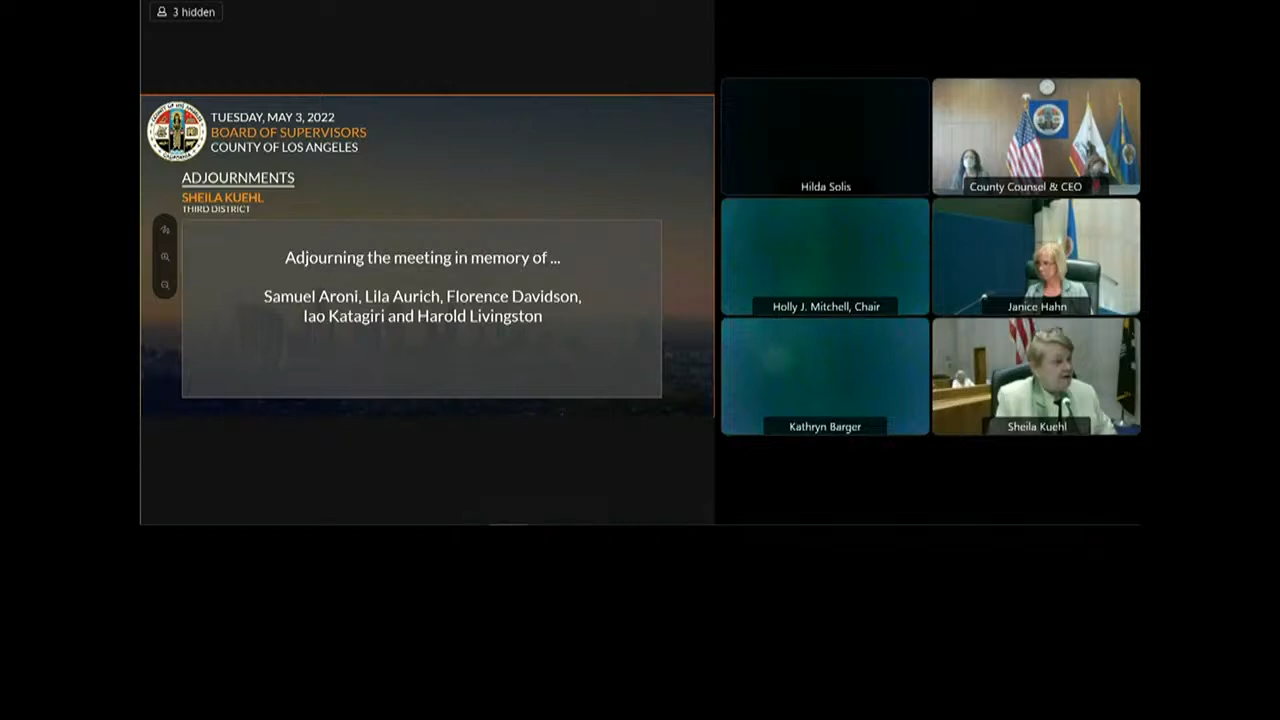 3 hidden
TUESDAY, MAY 3, 2022
BOARD OF SUPERVISORS
COUNTY OF LOS ANGELES
ADJOURNMENTS
SHEILA KUEHL
THIRD DISTRICT
Adjourning the meeting in memory of ...
Samuel Aroni, Lila Aurich, Florence Davidson,
Iao Katagiri and Harold Livingston
Hilda Solis
County Counsel & CEO
Holly J. Mitchell, Chair
Janice Hahn
Kathryn Barger
Sheila Kuehl